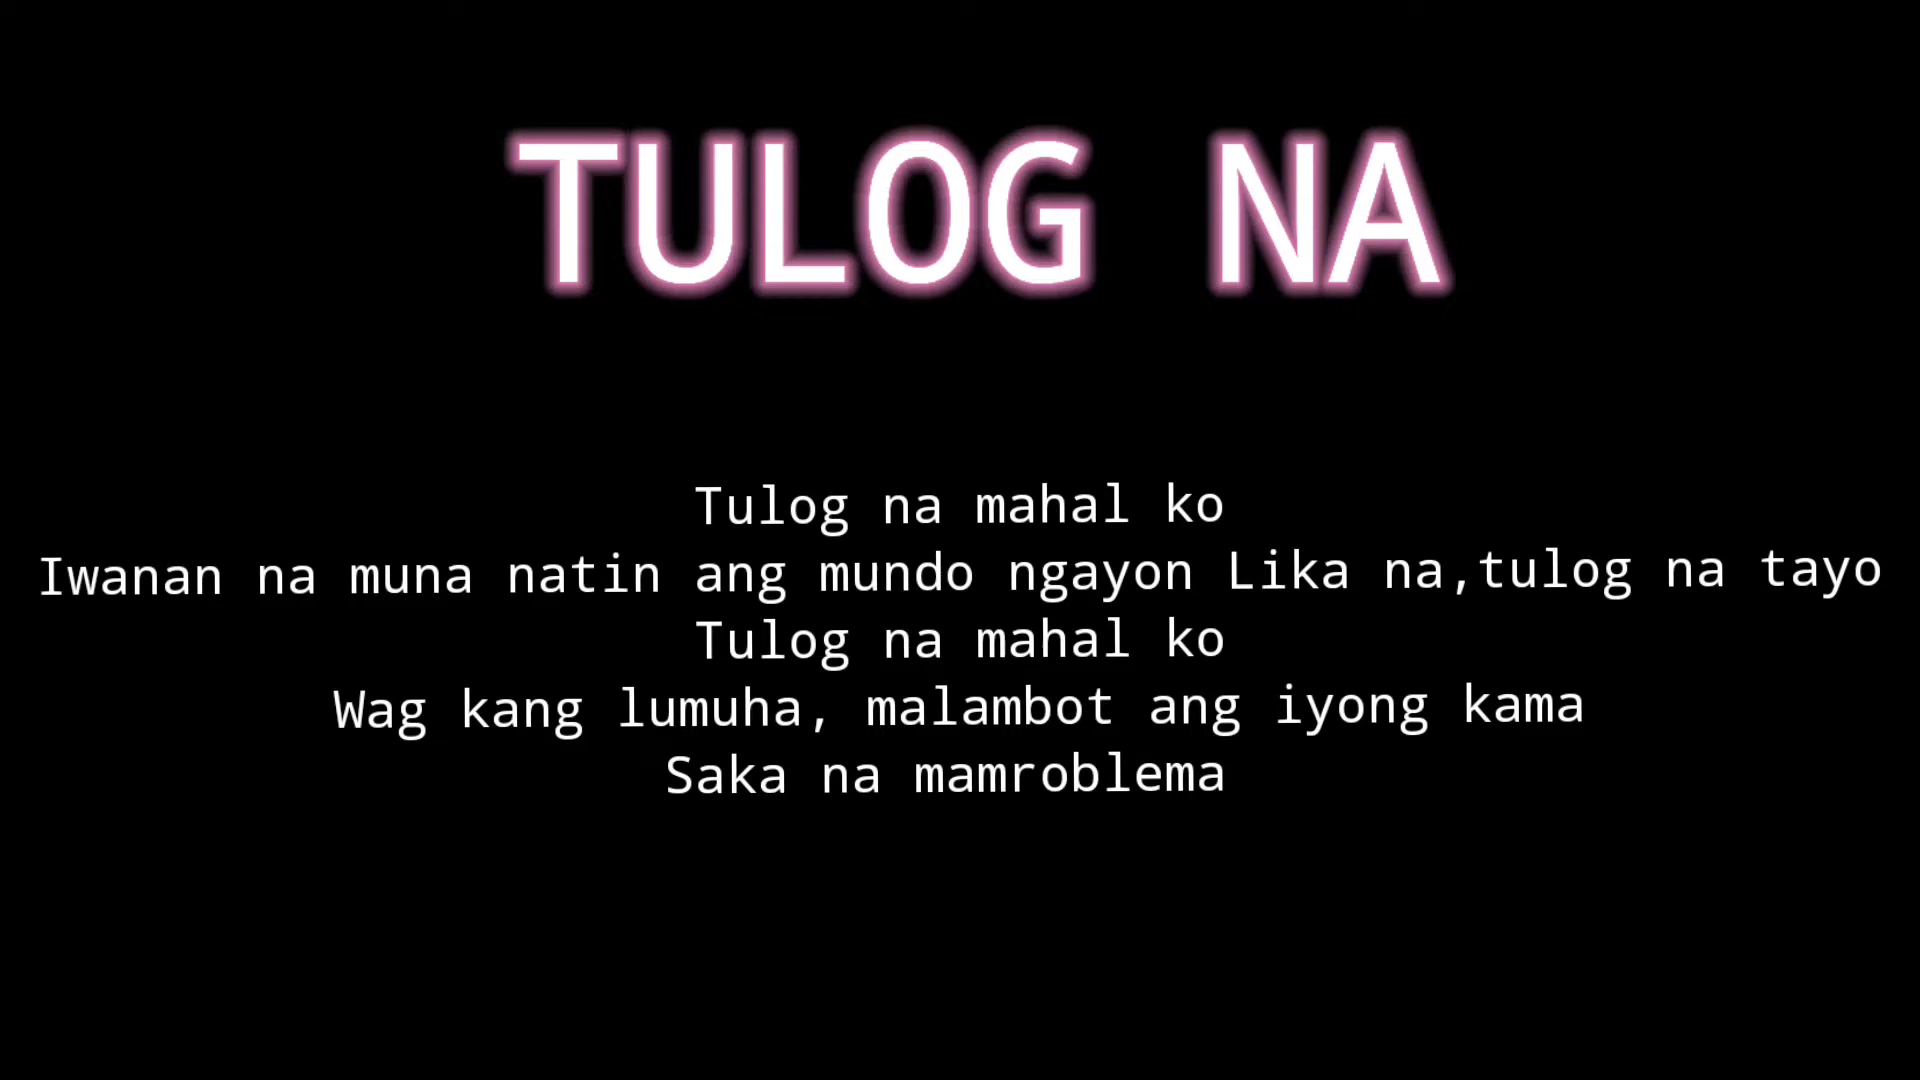 TULOG NA
Tulog na mahal ko
Iwanan na muna natin ang mundo ngayon Lika na,tulog na tayo
Tulog na mahal ko
Wag kang lumuha, malambot ang iyong kama
Saka na mamroblema